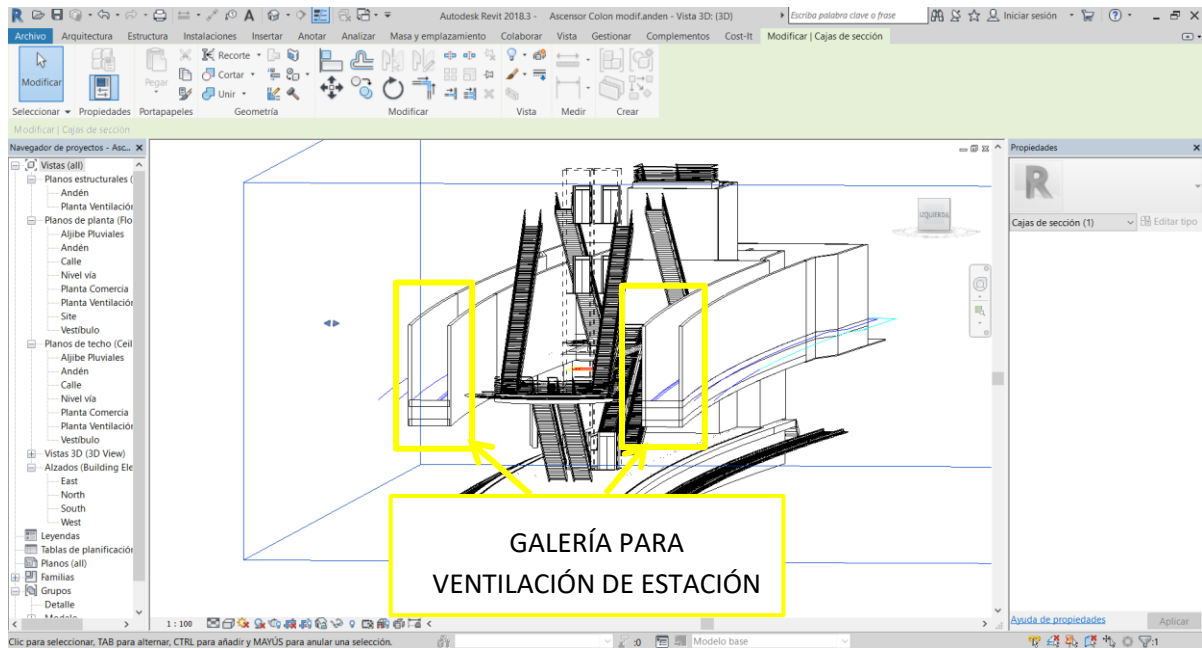 Autodesk Revit 2018.3 - Ascensor Colon modif.anden - Vista 3D: {3D}
Escriba palabra clave o frase
Iniciar sesión
Archivo Arquitectura Estructura Instalaciones Insertar Anotar Analizar Masa y emplazamiento Colaborar Vista Gestionar Complementos Cost-It Modificar | Cajas de sección
Modificar
Pegar
Recorte
Cortar
Unir
Seleccionar Propiedades Portapapeles Geometría Modificar Vista Medir Crear
Modificar | Cajas de sección
Navegador de proyectos - Asc...
Vistas (all)
Planos estructurales (
Andén
Planta Ventilación
Planos de planta (Flo
Aljibe Pluviales
Andén
Calle
Nivel vía
Planta Comercia
Planta Ventilación
Site
Vestíbulo
Planos de techo (Ceil
Aljibe Pluviales
Andén
Calle
Nivel vía
Planta Comercia
Planta Ventilación
Vestíbulo
Vistas 3D (3D View)
Alzados (Building Ele
East
North
South
West
Leyendas
Tablas de planificación
Planos (all)
Familias
Grupos
Detalle
Modelo
IZQUIERDA
GALERÍA PARA
VENTILACIÓN DE ESTACIÓN
Propiedades
Cajas de sección (1)
Editar tipo
Ayuda de propiedades
Aplicar
1 : 100
Clic para seleccionar, TAB para alternar, CTRL para añadir y MAYÚS para anular una selección.
:0
Modelo base
:1